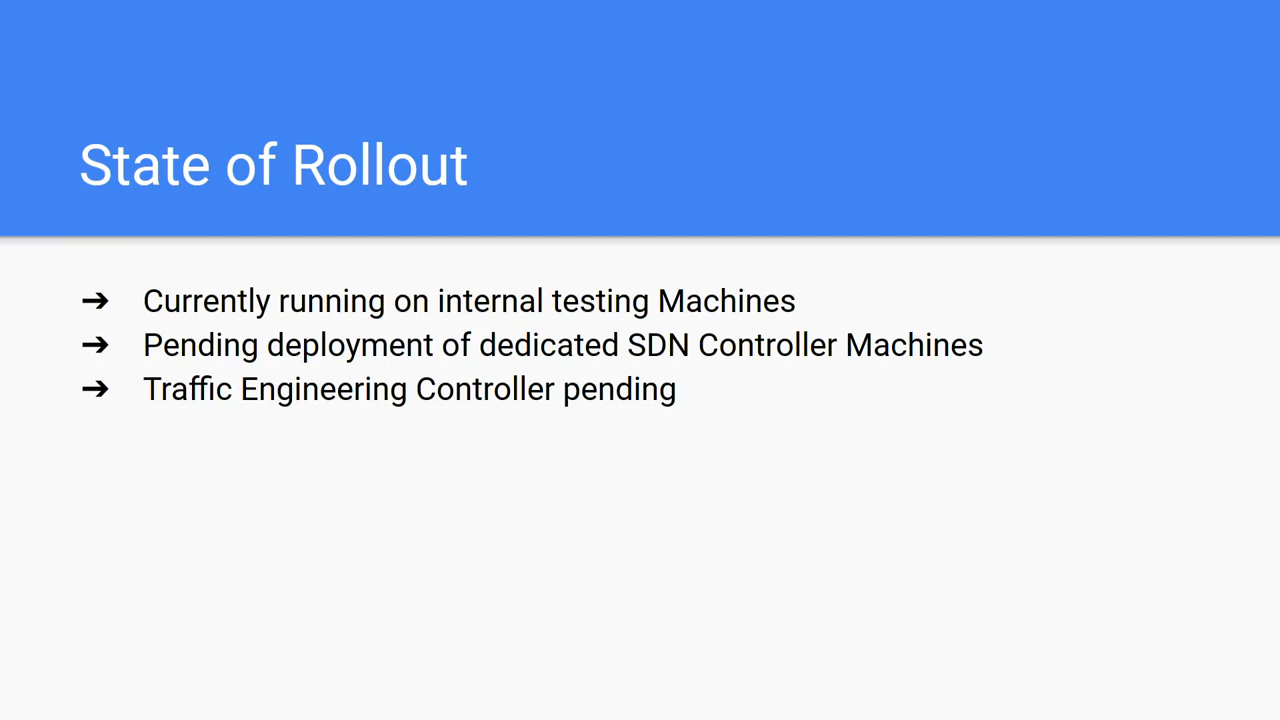 State of Rollout
➔ Currently running on internal testing Machines
➔ Pending deployment of dedicated SDN Controller Machines
➔ Traffic Engineering Controller pending